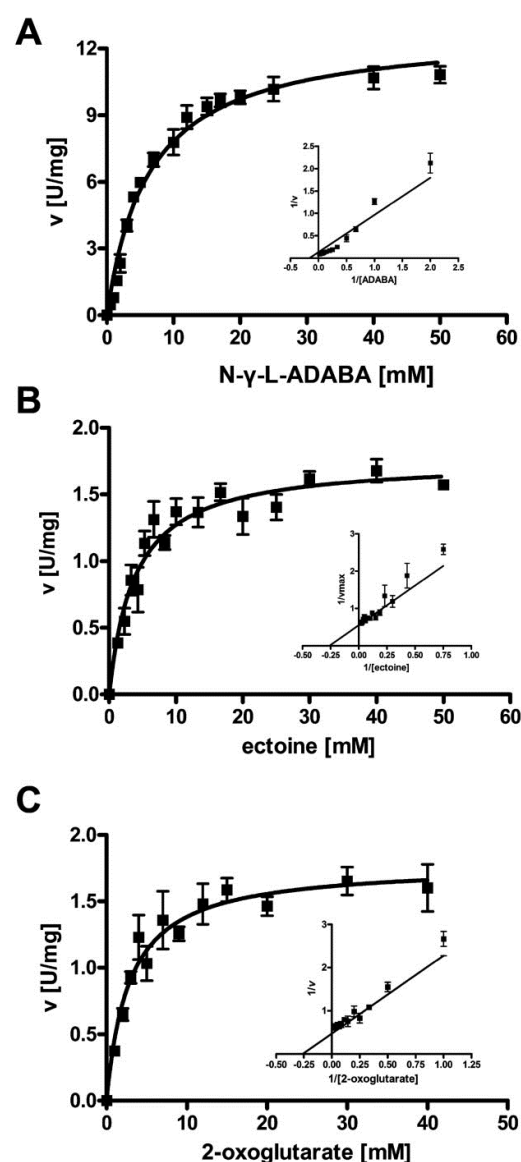 A
12
9
6
3
0
v [U/mg]
0 10 20 30 40 50 60
N-γ-L-ADABA [mM]
2.5
2.0
1.5
1.0
0.5
1/v
-0.5 0.0 0.5 1.0 1.5 2.0 2.5
1/[ADABA]
B
2.0
1.5
1.0
0.5
0.0
v [U/mg]
0 10 20 30 40 50 60
ectoine [mM]
3
2
1
1/vmax
-0.50 -0.25 0.00 0.25 0.50 0.75 1.00
1/[ectoine]
C
2.0
1.5
1.0
0.5
0.0
v [U/mg]
0 10 20 30 40 50
2-oxoglutarate [mM]
3
2
1
1/v
-0.50 -0.25 0.00 0.25 0.50 0.75 1.00 1.25
1/[2-oxoglutarate]